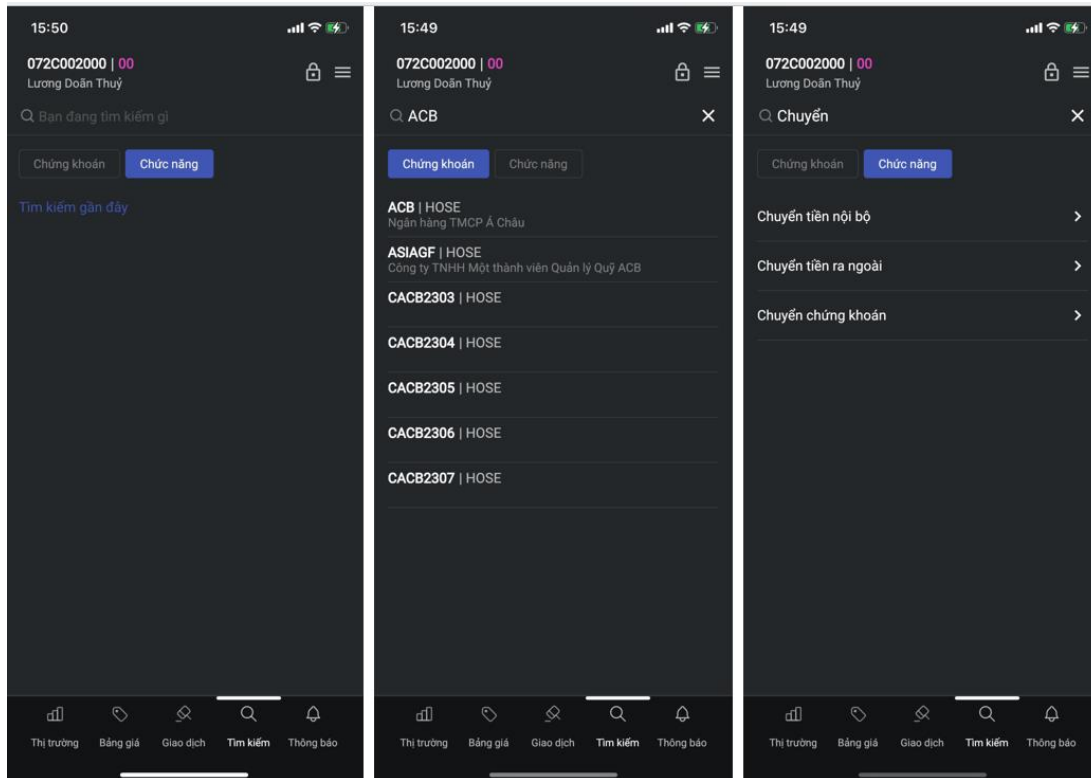 15:50
072C002000 | 00
Lương Doãn Thuỷ
Bạn đang tìm kiếm gì
Chứng khoán
Chức năng
Tìm kiếm gần đây
Thị trường
Bảng giá
Giao dịch
Tìm kiếm
Thông báo
15:49
072C002000 | 00
Lương Doãn Thuỷ
ACB
Chứng khoán
Chức năng
ACB | HOSE
Ngân hàng TMCP Á Châu
ASIAGF | HOSE
Công ty TNHH Một thành viên Quản lý Quỹ ACB
CACB2303 | HOSE
CACB2304 | HOSE
CACB2305 | HOSE
CACB2306 | HOSE
CACB2307 | HOSE
Thị trường
Bảng giá
Giao dịch
Tìm kiếm
Thông báo
15:49
072C002000 | 00
Lương Doãn Thuỷ
Chuyển
Chứng khoán
Chức năng
Chuyển tiền nội bộ
Chuyển tiền ra ngoài
Chuyển chứng khoán
Thị trường
Bảng giá
Giao dịch
Tìm kiếm
Thông báo